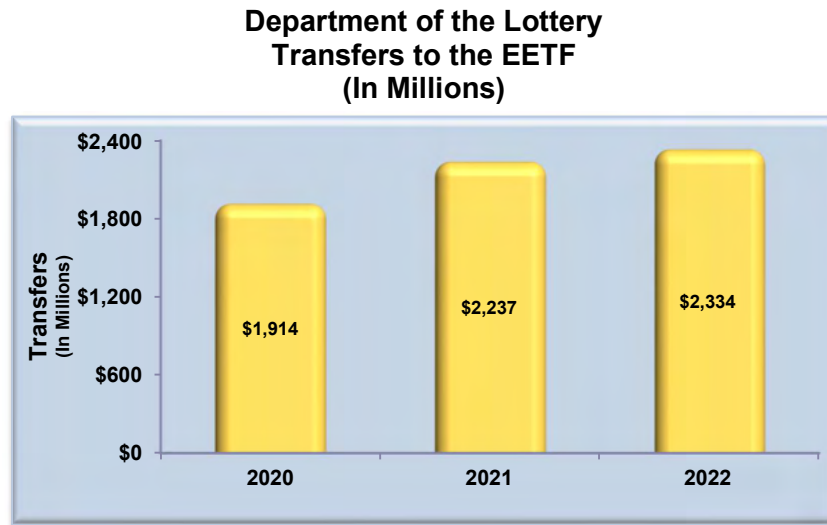 Department of the Lottery
Transfers to the EETF
(In Millions)
$2,400
$1,800
$1,200
$600
$0
Transfers
(In Millions)
$1,914
$2,237
$2,334
2020
2021
2022